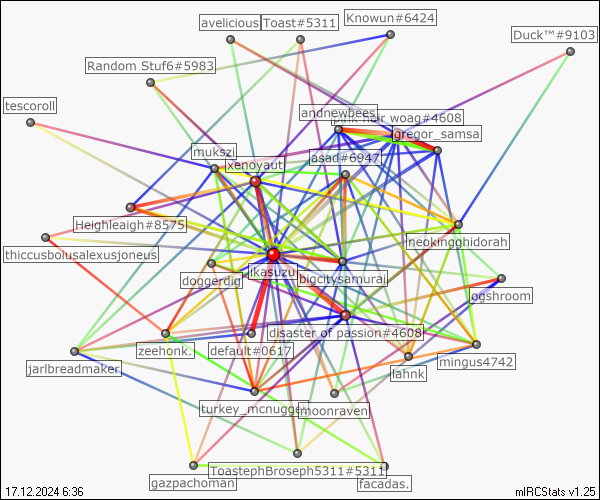 avelicious
Toast#5311
Knowun#6424
Duck™#9103
Random Stuf6#5983
tescoroll
andnewbees
hair woag#4608
gregor_samsa
mukszi
xenovaut
asad#6947
Heighleaigh#8575
neokingghidorah
thiccusbolusalexusjoneus
doggerdig
ikasuzu
bigcitysamurai
ogshroom
disaster of passion#4608
zeehonk.
default#0617
mingus4742
jarlbreadmaker
lahnk
turkey_mcnugget
moonraven
ToastephBroseph5311#5311
gazpachoman
facadas.
17.12.2024 6:36
mIRCStats v1.25